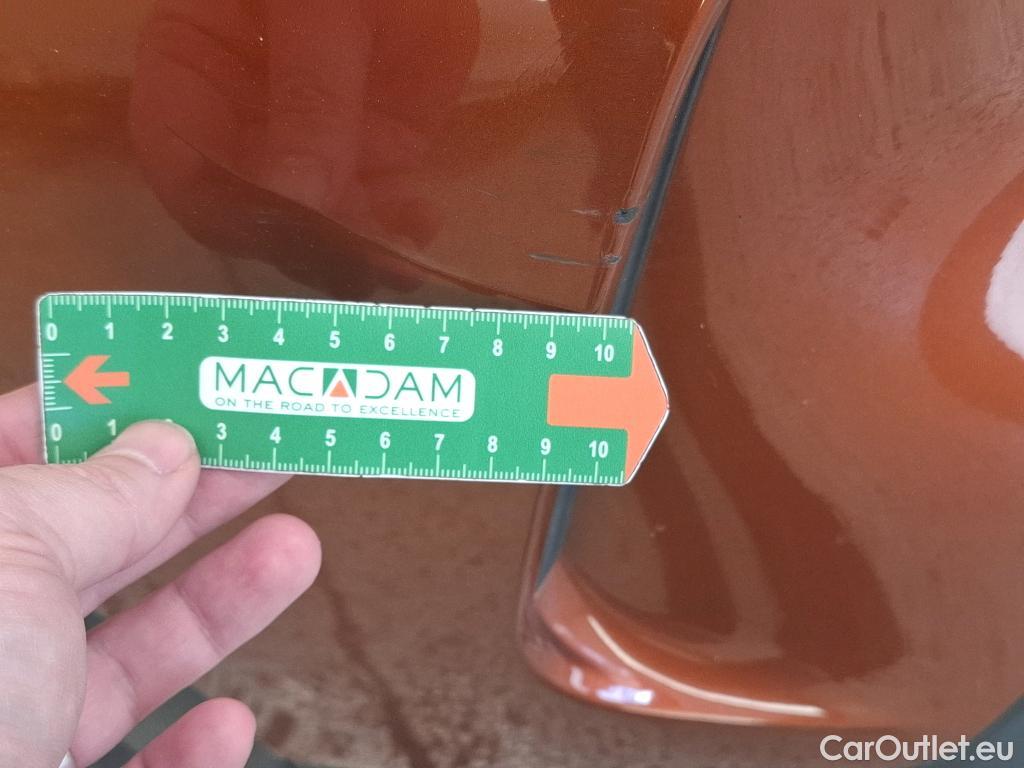 0 1 2 3 4 5 6 7 8 9 10
MACADAM
ON THE ROAD TO EXCELLENCE
0 1 3 4 5 6 7 8 9 10
CarOutlet.eu